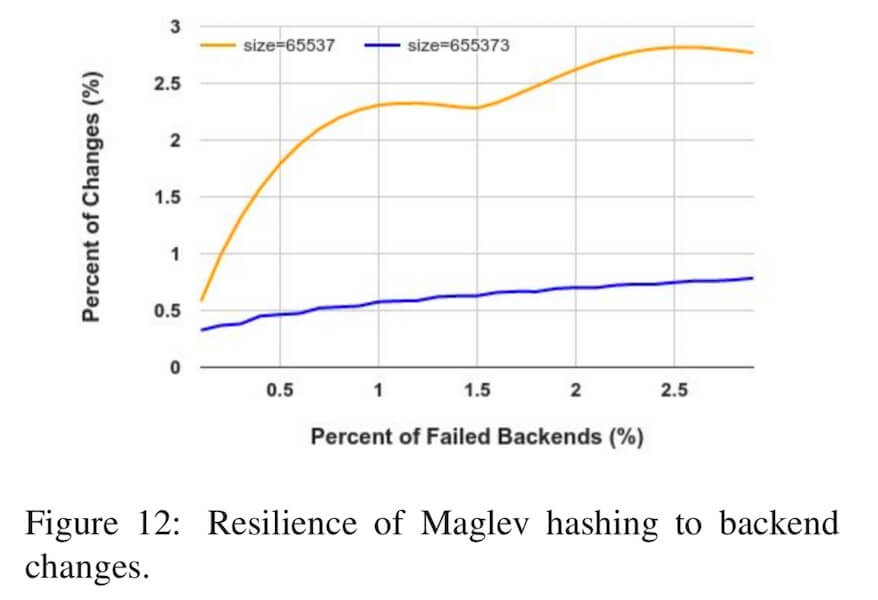 3
size=65537 size=655373
2.5
2
1.5
1
0.5
0
0.5 1 1.5 2 2.5
Percent of Changes (%)
Percent of Failed Backends (%)
Figure 12: Resilience of Maglev hashing to backend
changes.